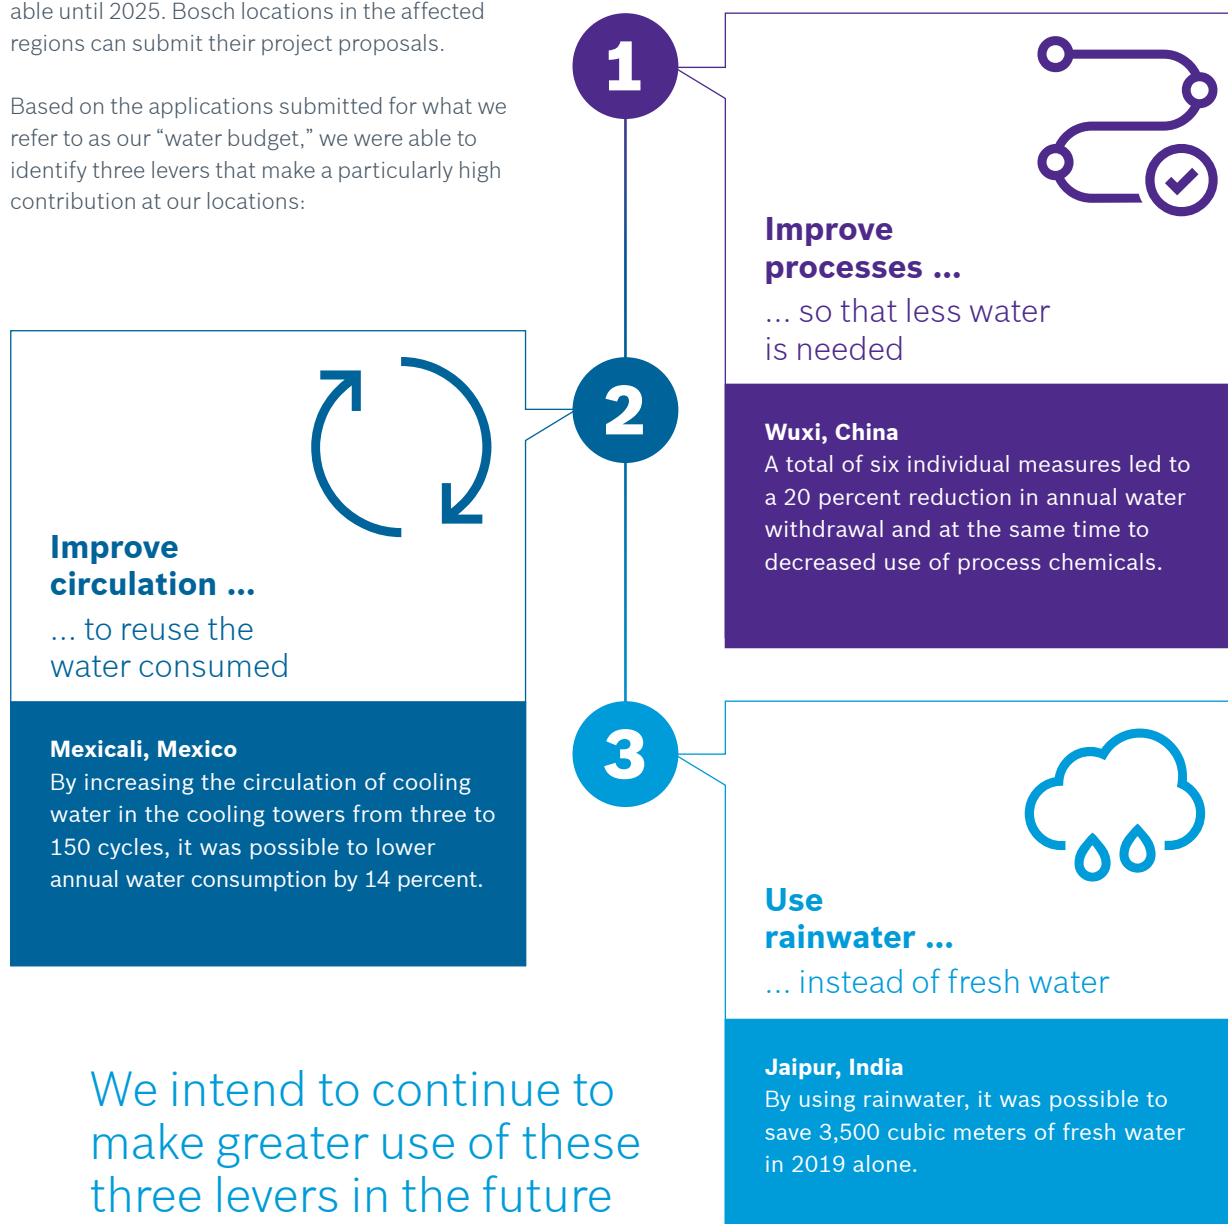 able until 2025. Bosch locations in the affected
regions can submit their project proposals.
Based on the applications submitted for what we
refer to as our “water budget,” we were able to
identify three levers that make a particularly high
contribution at our locations:
1
Improve
processes ...
... so that less water
is needed
Wuxi, China
A total of six individual measures led to
a 20 percent reduction in annual water
withdrawal and at the same time to
decreased use of process chemicals.
2
Improve
circulation ...
... to reuse the
water consumed
Mexicali, Mexico
By increasing the circulation of cooling
water in the cooling towers from three to
150 cycles, it was possible to lower
annual water consumption by 14 percent.
3
Use
rainwater ...
... instead of fresh water
Jaipur, India
By using rainwater, it was possible to
save 3,500 cubic meters of fresh water
in 2019 alone.
We intend to continue to
make greater use of these
three levers in the future